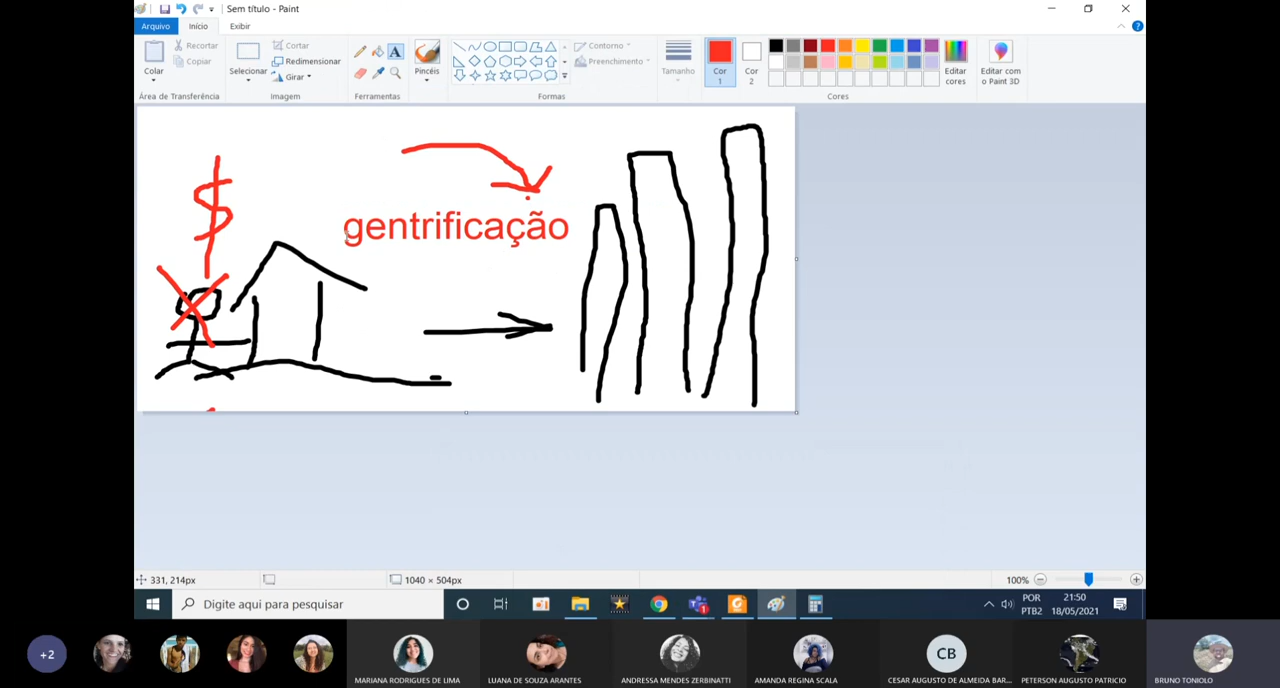 Sem título - Paint
Arquivo
Início
Exibir
Colar
Recortar
Copiar
Área de Transferência
Selecionar
Cortar
Redimensionar
Girar
Imagem
A
Ferramentas
Pincéis
Contorno
Preenchimento
Formas
Tamanho
Cor
1
Cor
2
Editar
cores
Editar com
o Paint 3D
Cores
$
gentrificação
331, 214px
1040 × 504px
100%
Digite aqui para pesquisar
1
POR
PTB2
21:50
18/05/2021
+2
MARIANA RODRIGUES DE LIMA
LUANA DE SOUZA ARANTES
ANDRESSA MENDES ZERBINATTI
AMANDA REGINA SCALA
CB
CESAR AUGUSTO DE ALMEIDA BAR...
PETERSON AUGUSTO PATRICIO
BRUNO TONIOLO